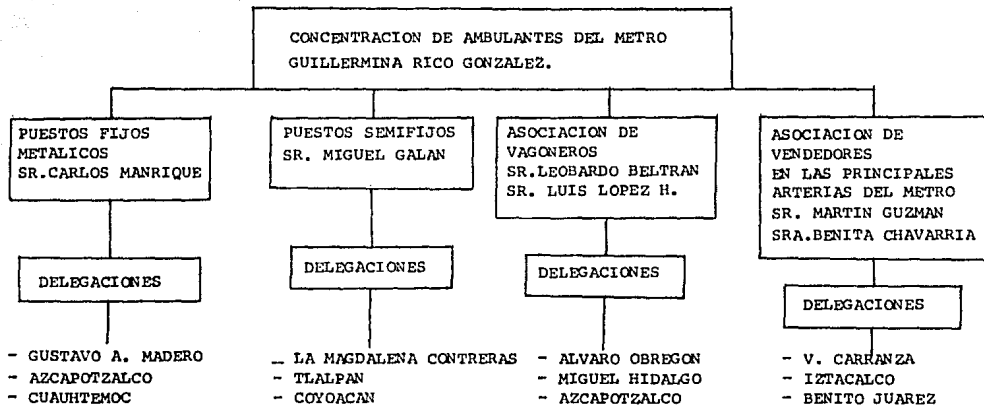 CONCENTRACION DE AMBULANTES DEL METRO
GUILLERMINA RICO GONZALEZ.
PUESTOS FIJOS
METALICOS
SR.CARLOS MANRIQUE
DELEGACIONES
- GUSTAVO A. MADERO
- AZCAPOTZALCO
- CUAUHTEMOC
PUESTOS SEMIFIJOS
SR. MIGUEL GALAN
DELEGACIONES
- LA MAGDALENA CONTRERAS
- TLALPAN
- COYOACAN
ASOCIACION DE
VAGONEROS
SR.LEOBARDO BELTRAN
SR. LUIS LOPEZ H.
DELEGACIONES
- ALVARO OBREGON
- MIGUEL HIDALGO
- AZCAPOTZALCO
ASOCIACION DE
VENDEDORES
EN LAS PRINCIPALES
ARTERIAS DEL METRO
SR. MARTIN GUZMAN
SRA.BENITA CHAVARRIA
DELEGACIONES
- V. CARRANZA
- IZTACALCO
- BENITO JUAREZ